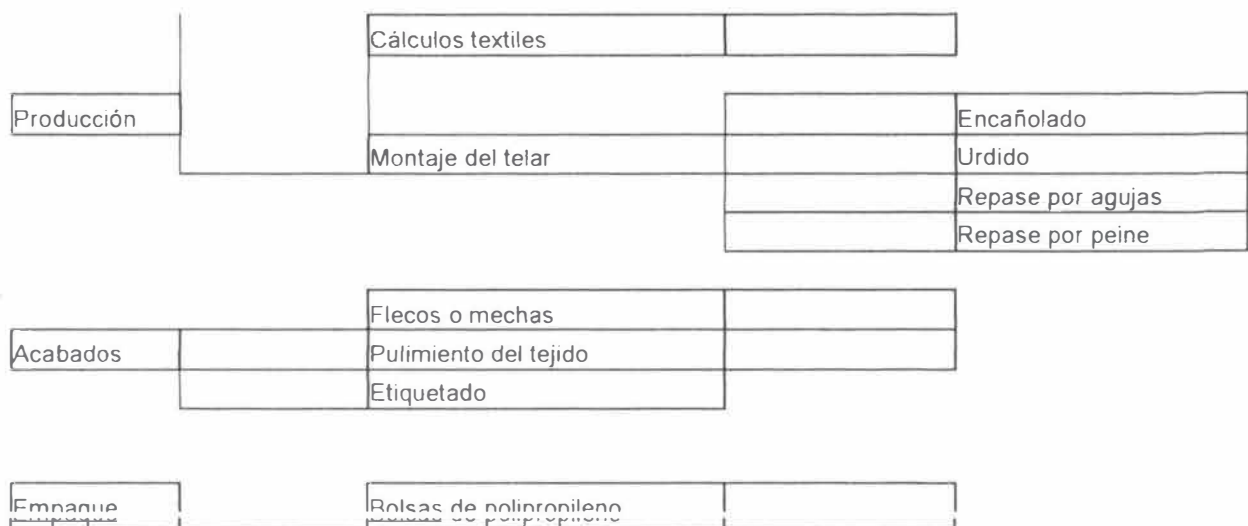 Cálculos textiles
Producción
Encañolado
Montaje del telar
Urdido
Repase por agujas
Repase por peine
Flecos o mechas
Acabados
Pulimiento del tejido
Etiquetado
Empaque
Bolsas de polipropileno